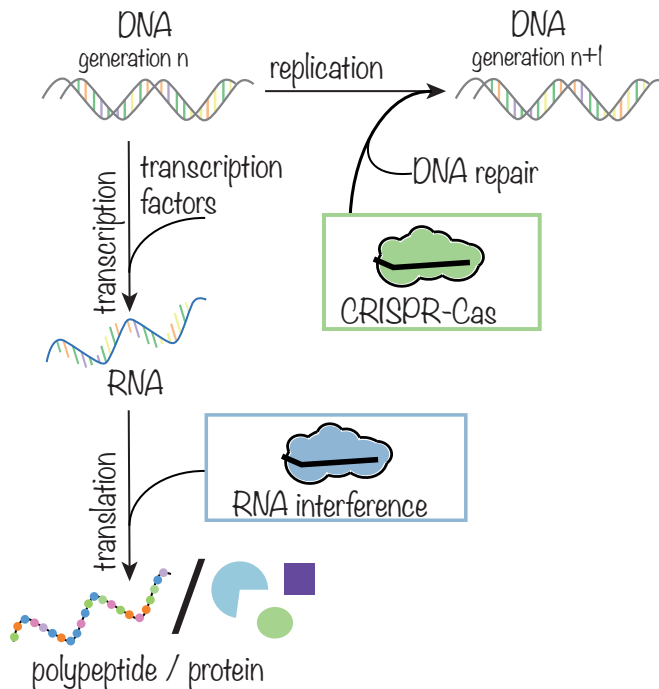 DNA
generation n
replication
DNA
generation n+1
transcription
transcription
factors
DNA repair
CRISPR-Cas
RNA
translation
RNA interference
polypeptide / protein